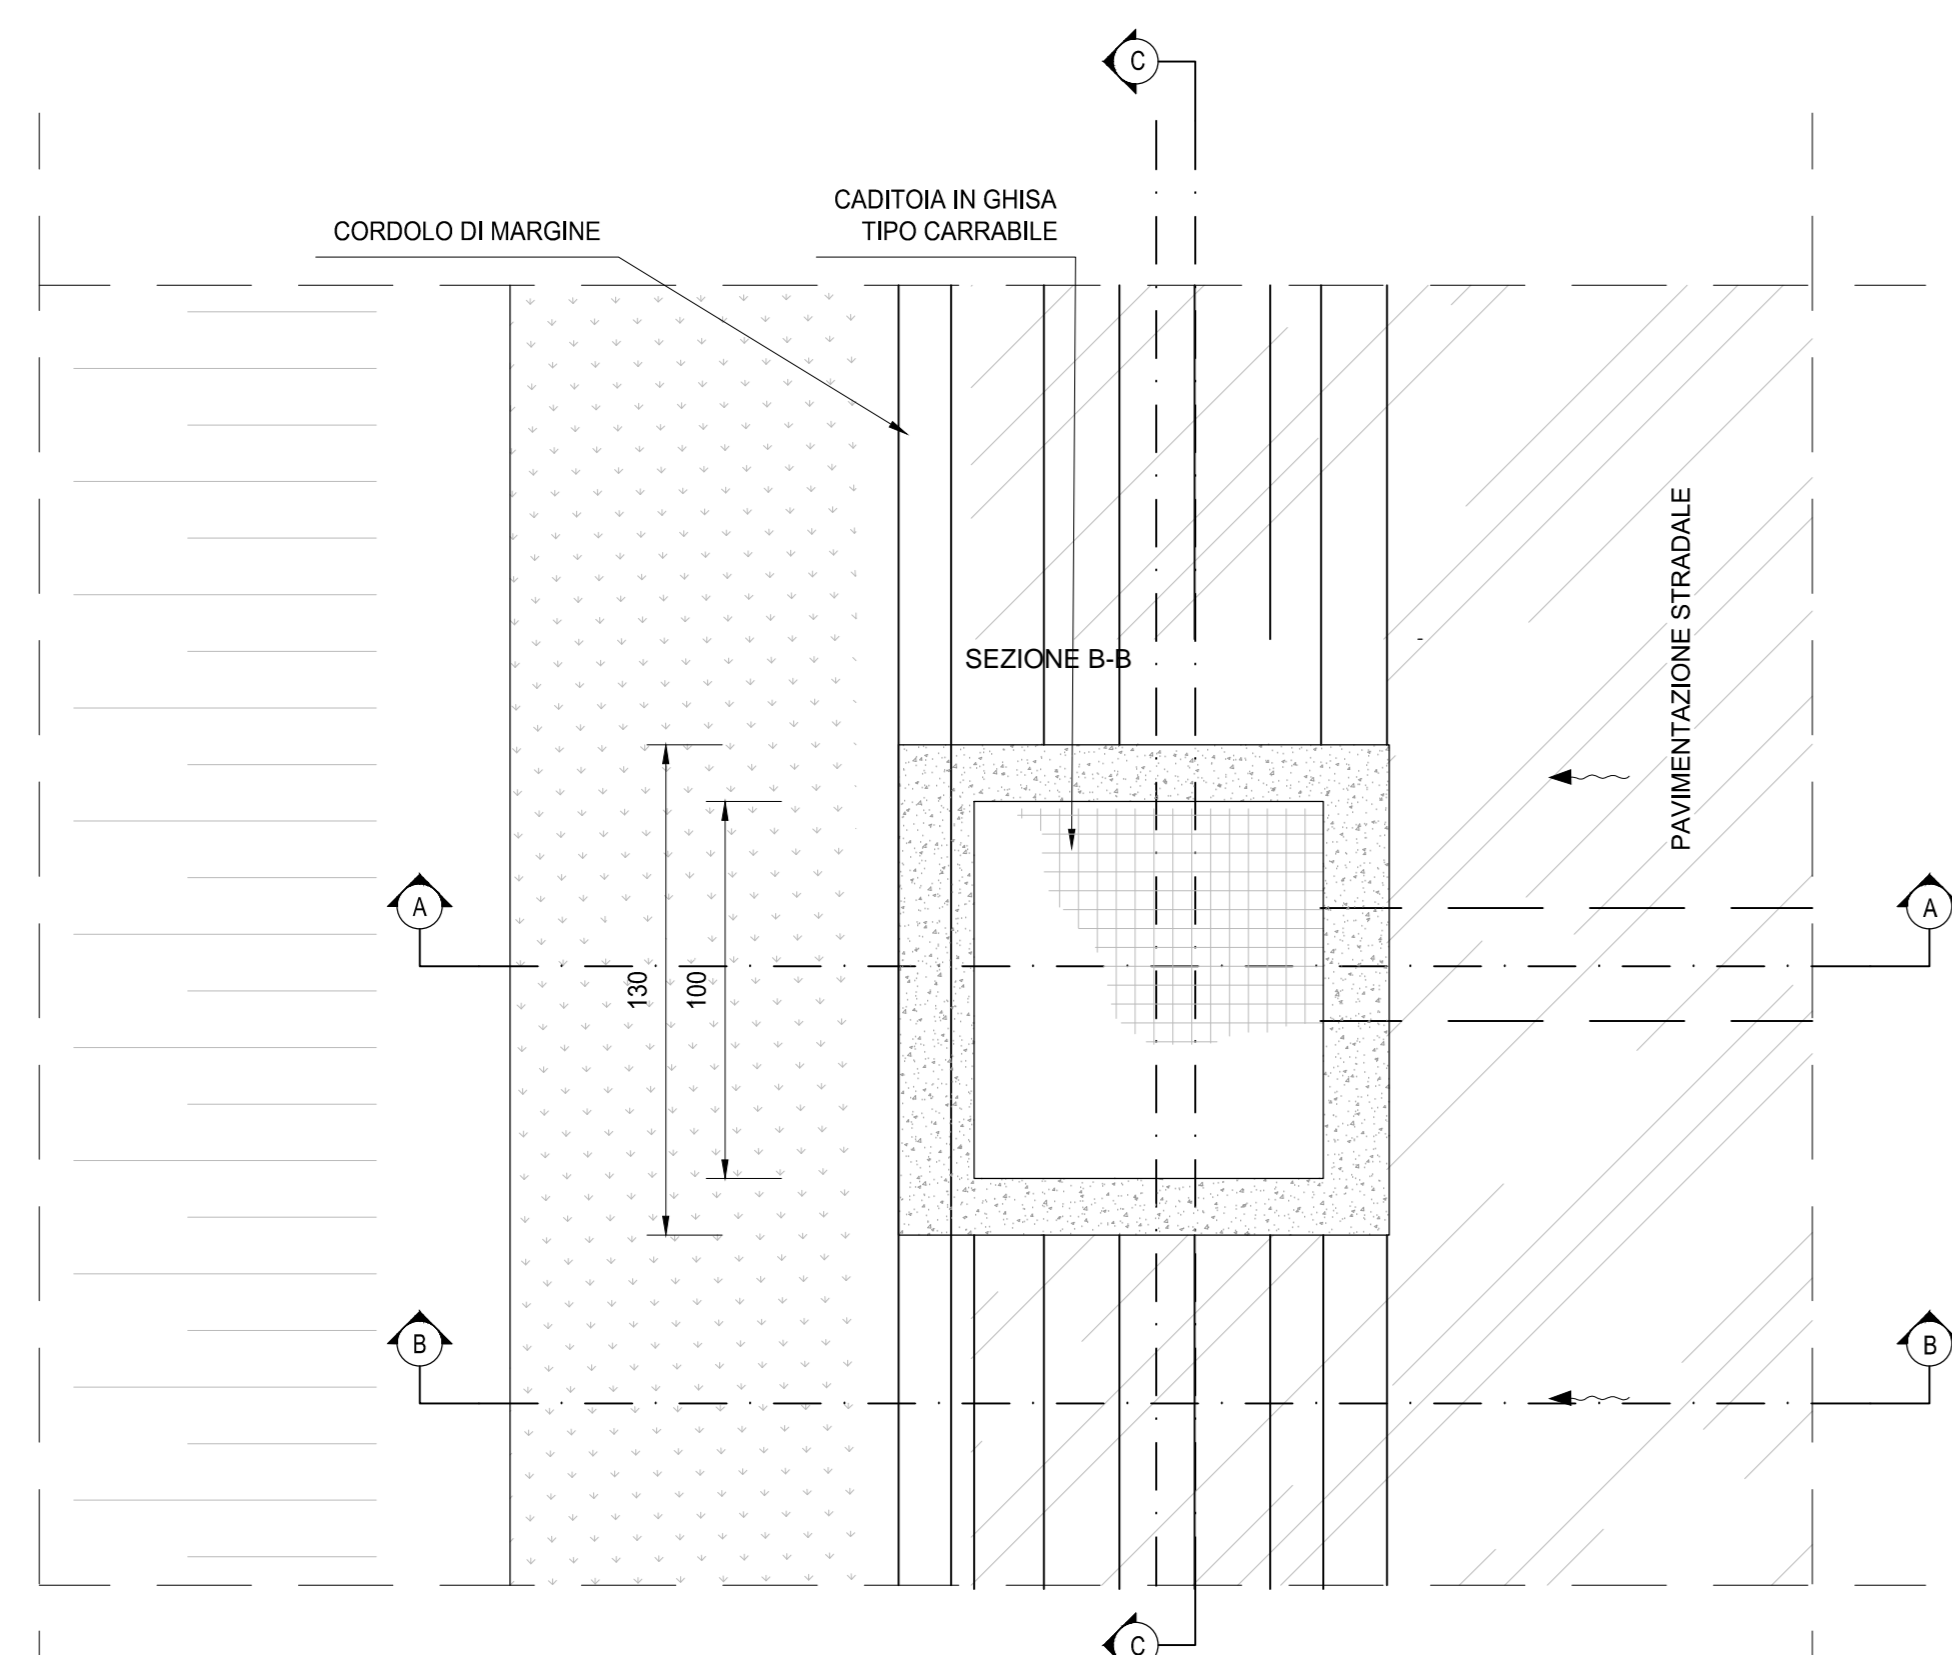 C
CADITOIA IN GHISA
TIPO CARRABILE
CORDOLO DI MARGINE
PAVIMENTAZIONE STRADALE
SEZIONE B-B
A
A
130
100
B
B
C